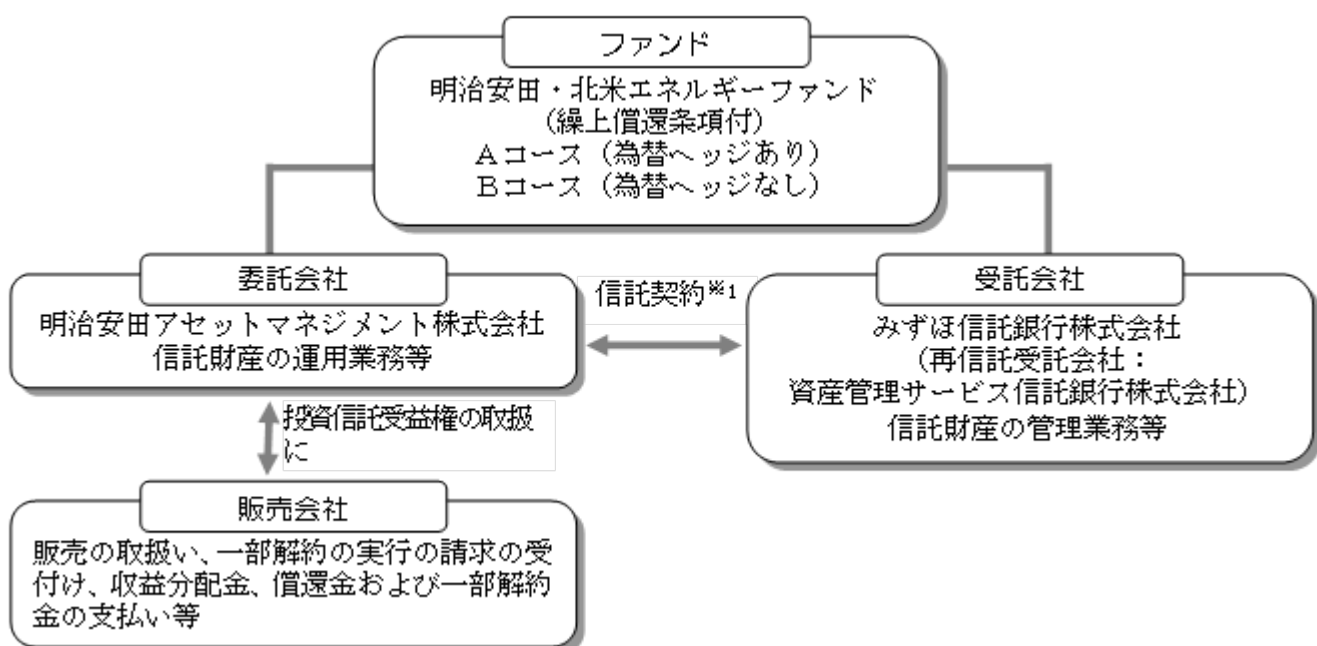 ファンド
明治安田・北米エネルギーファンド
(繰上償還条項付)
Aコース(為替ヘッジあり)
Bコース(為替ヘッジなし)
委託会社
明治安田アセットマネジメント株式会社
信託財産の運用業務等
信託契約※1
受託会社
みずほ信託銀行株式会社
(再信託受託会社:
資産管理サービス信託銀行株式会社)
信託財産の管理業務等
投資信託受益権の取扱
に
販売会社
販売の取扱い、一部解約の実行の請求の受
付け、収益分配金、償還金および一部解約
金の支払い等